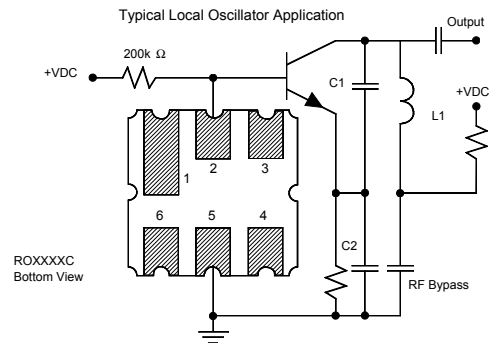 Typical Local Oscillator Application
Output
200k Ω
+VDC
C1
+VDC
L1
1
2
3
6
5
4
C2
ROXXXXC
Bottom View
RF Bypass